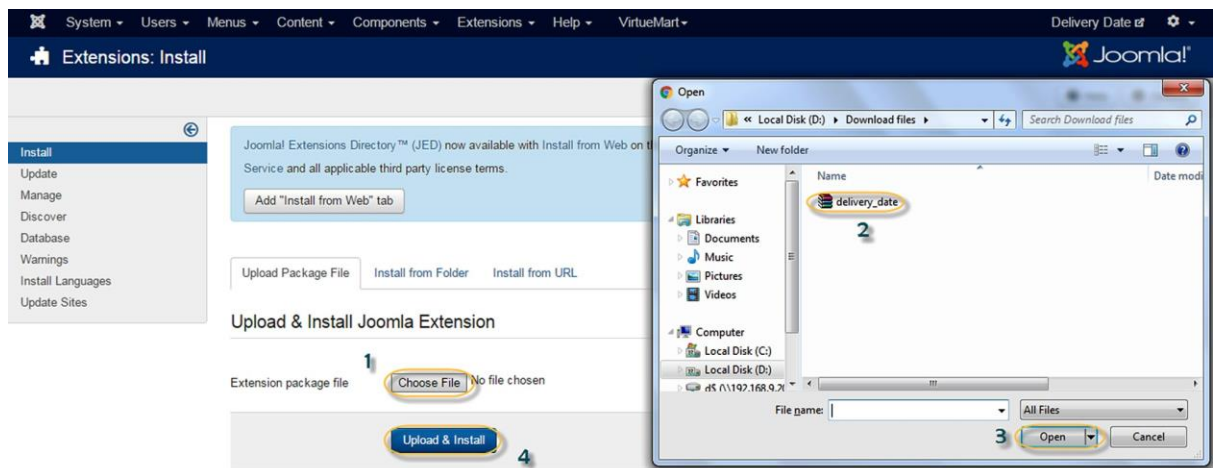 System Users Menus Content Components Extensions Help VirtueMart Delivery Date
Extensions: Install
Joomla!®
Install
Update
Manage
Discover
Database
Warnings
Install Languages
Update Sites
Joomla! Extensions Directory™ (JED) now available with Install from Web on
Service and all applicable third party license terms.
Add "Install from Web" tab
Upload Package File Install from Folder Install from URL
Upload & Install Joomla Extension
1
Extension package file Choose File No file chosen
Upload & Install
4
Open
« Local Disk (D:) Download files Search Download files
Organize New folder
Name Date modi
Favorites
delivery_date
2
Libraries
Documents
Music
Pictures
Videos
Computer
Local Disk (C:)
Local Disk (D:)
File name: All Files
3 Open Cancel